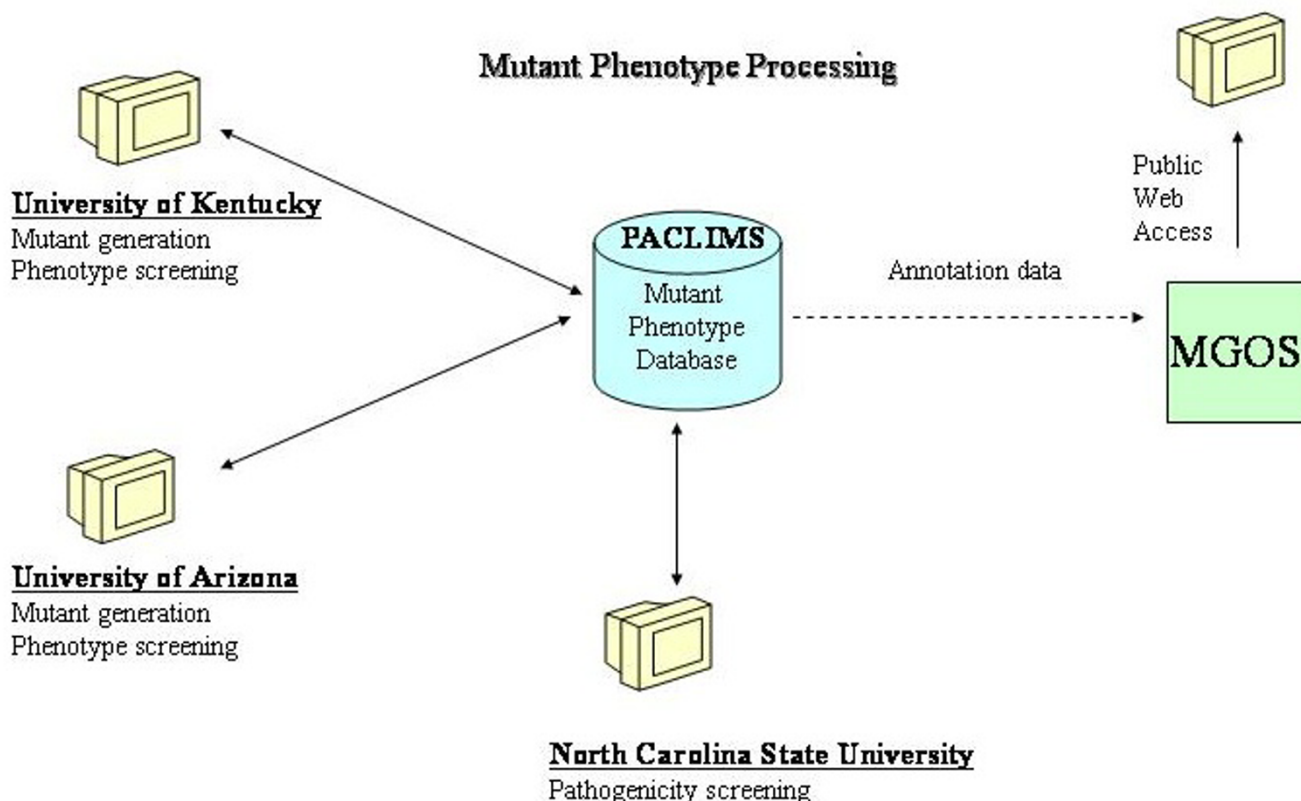 Mutant Phenotype Processing
University of Kentucky
Mutant generation
Phenotype screening
Public
Web
Access
PACLIMS
Mutant
Phenotype
Database
Annotation data
MGOS
University of Arizona
Mutant generation
Phenotype screening
North Carolina State University
Pathogenicity screening